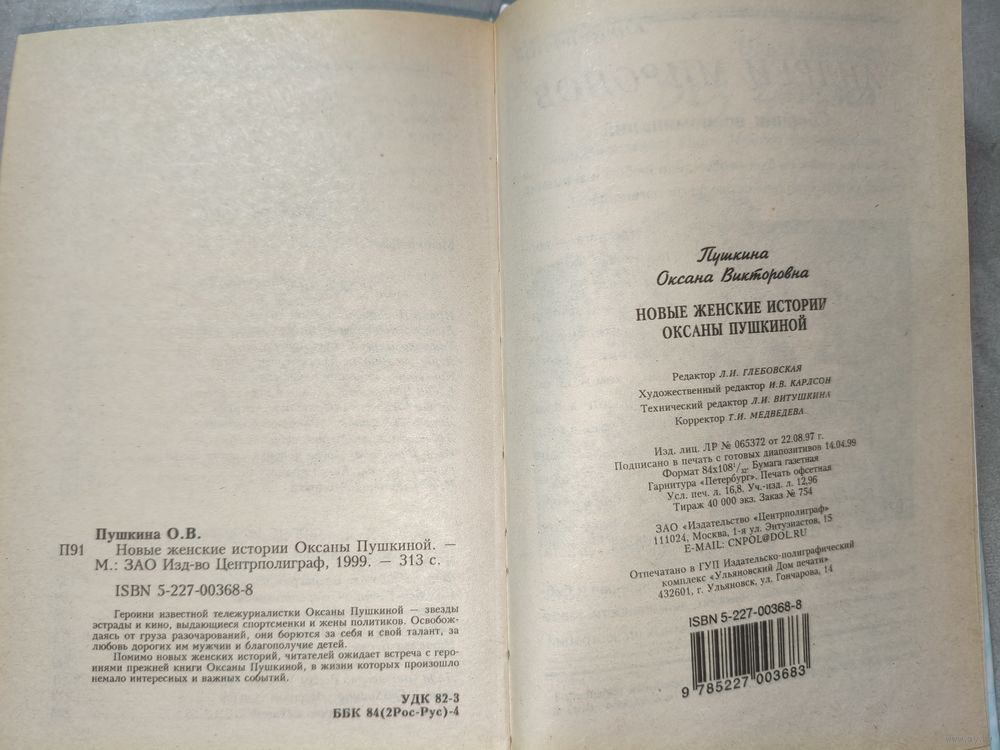 Пушкина О.В.
П91 Новые женские истории Оксаны Пушкиной. —
М.: ЗАО Изд-во Центрполиграф, 1999. — 313 с.
ISBN 5-227-00368-8
Героини известной тележурналистки Оксаны Пушкиной — звезды
эстрады и кино, выдающиеся спортсменки и жены политиков. Освобож-
даясь от груза разочарований, они борются за себя и свой талант, за
любовь дорогих им мужчин и благополучие детей.
Помимо новых женских историй, читателей ожидает встреча с геро-
инями прежней книги Оксаны Пушкиной, в жизни которых произошло
немало интересных и важных событий.
УДК 82-3
ББК 84(2Рос-Рус)-4
Пушкина
Оксана Викторовна
НОВЫЕ ЖЕНСКИЕ ИСТОРИИ
ОКСАНЫ ПУШКИНОЙ
Редактор Л.И. ГЛЕБОВСКАЯ
Художественный редактор И.В. КАРЛСОН
Технический редактор Л.И. ВИТУШКИНА
Корректор Т.И. МЕДВЕДЕВА
Изд. лиц. ЛР № 065372 от 22.08.97 г.
Подписано в печать с готовых диапозитивов 14.04.99
Формат 84х108¹/₃₂. Бумага газетная
Гарнитура «Петербург». Печать офсетная
Усл. печ. л. 16,8. Уч.-изд. л. 12,96
Тираж 40 000 экз. Заказ № 754
ЗАО «Издательство «Центрполиграф»
111024, Москва, 1-я ул. Энтузиастов, 15
E-MAIL: CNPOL@DOL.RU
Отпечатано в ГУП Издательско-полиграфический
комплекс «Ульяновский Дом печати»
432601, г. Ульяновск, ул. Гончарова, 14
ISBN 5-227-00368-8
9 785227 003683